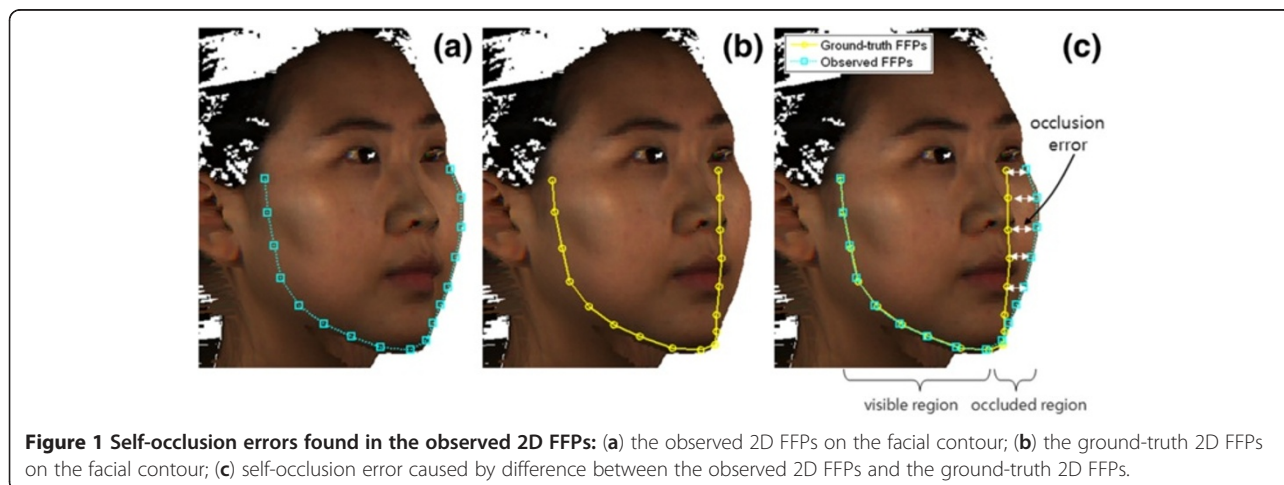 (a)
(b)
(c)
Ground-truth FFPs
Observed FFPs
occlusion
error
visible region
occluded region
Figure 1 Self-occlusion errors found in the observed 2D FFPs: (a) the observed 2D FFPs on the facial contour; (b) the ground-truth 2D FFPs
on the facial contour; (c) self-occlusion error caused by difference between the observed 2D FFPs and the ground-truth 2D FFPs.